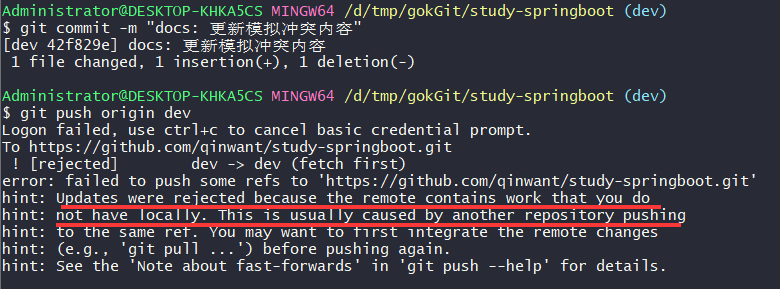 Administrator@DESKTOP-KHKA5CS MINGW64 /d/tmp/gokGit/study-springboot (dev)
$ git commit -m "docs: 更新模拟冲突内容"
[dev 42f829e] docs: 更新模拟冲突内容
 1 file changed, 1 insertion(+), 1 deletion(-)
Administrator@DESKTOP-KHKA5CS MINGW64 /d/tmp/gokGit/study-springboot (dev)
$ git push origin dev
Logon failed, use ctrl+c to cancel basic credential prompt.
To https://github.com/qinwant/study-springboot.git
 ! [rejected]        dev -> dev (fetch first)
error: failed to push some refs to 'https://github.com/qinwant/study-springboot.git'
hint: Updates were rejected because the remote contains work that you do
hint: not have locally. This is usually caused by another repository pushing
hint: to the same ref. You may want to first integrate the remote changes
hint: (e.g., 'git pull ...') before pushing again.
hint: See the 'Note about fast-forwards' in 'git push --help' for details.